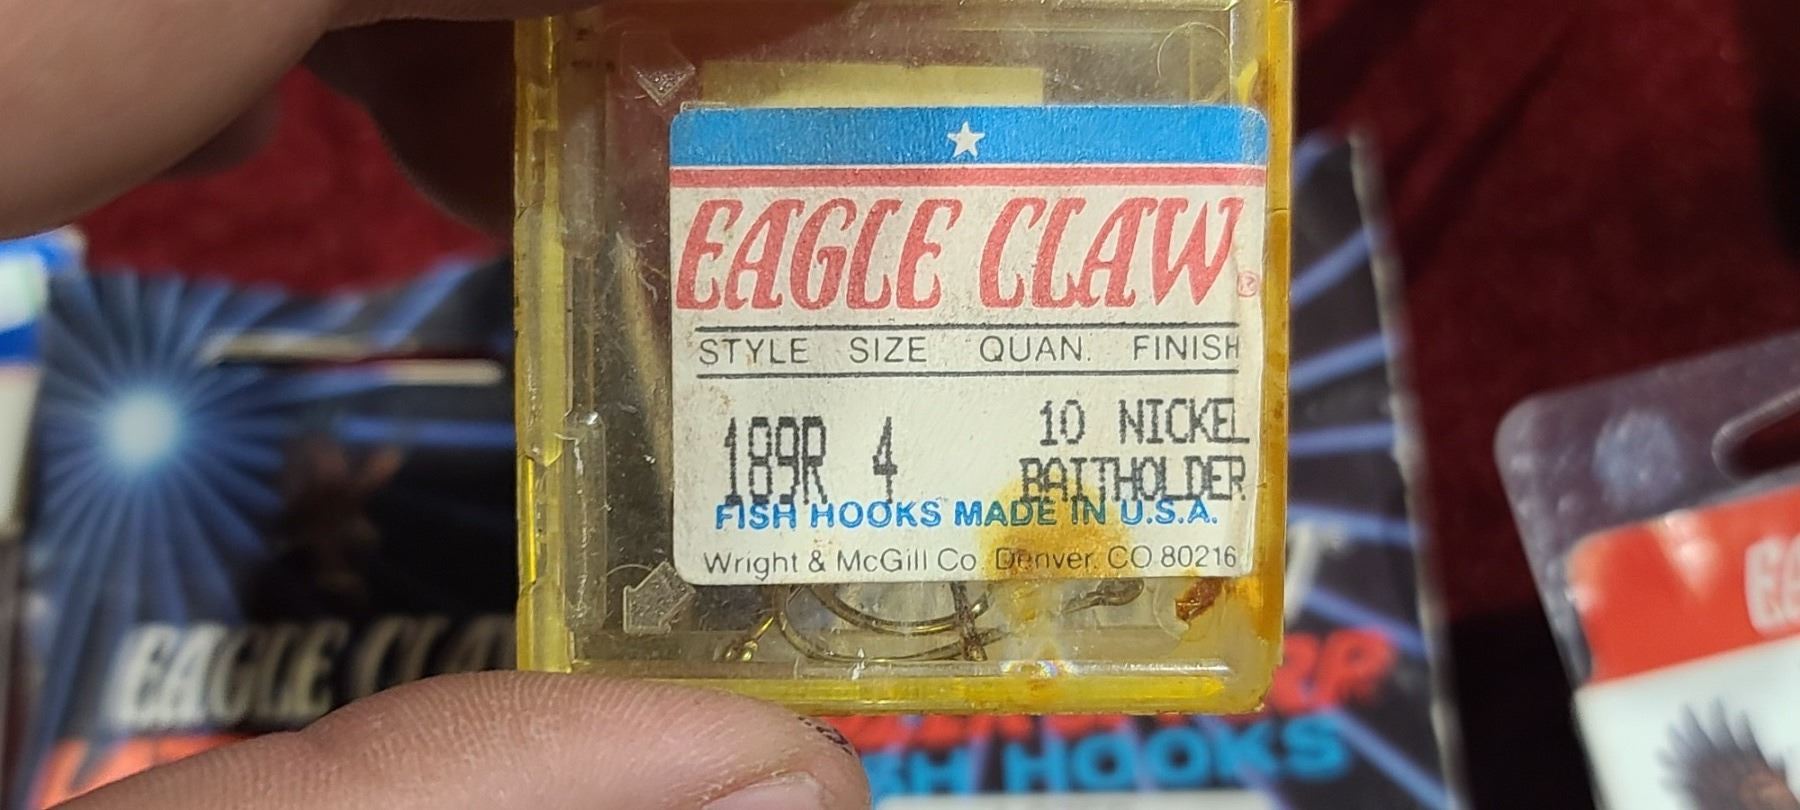 EAGLE CLAW®
STYLE SIZE QUAN. FINISH
189R 4 10 NICKEL
BAITHOLDER
FISH HOOKS MADE IN U.S.A.
Wright & McGill Co Denver, CO 80216
EAGLE CLA
HOOKS